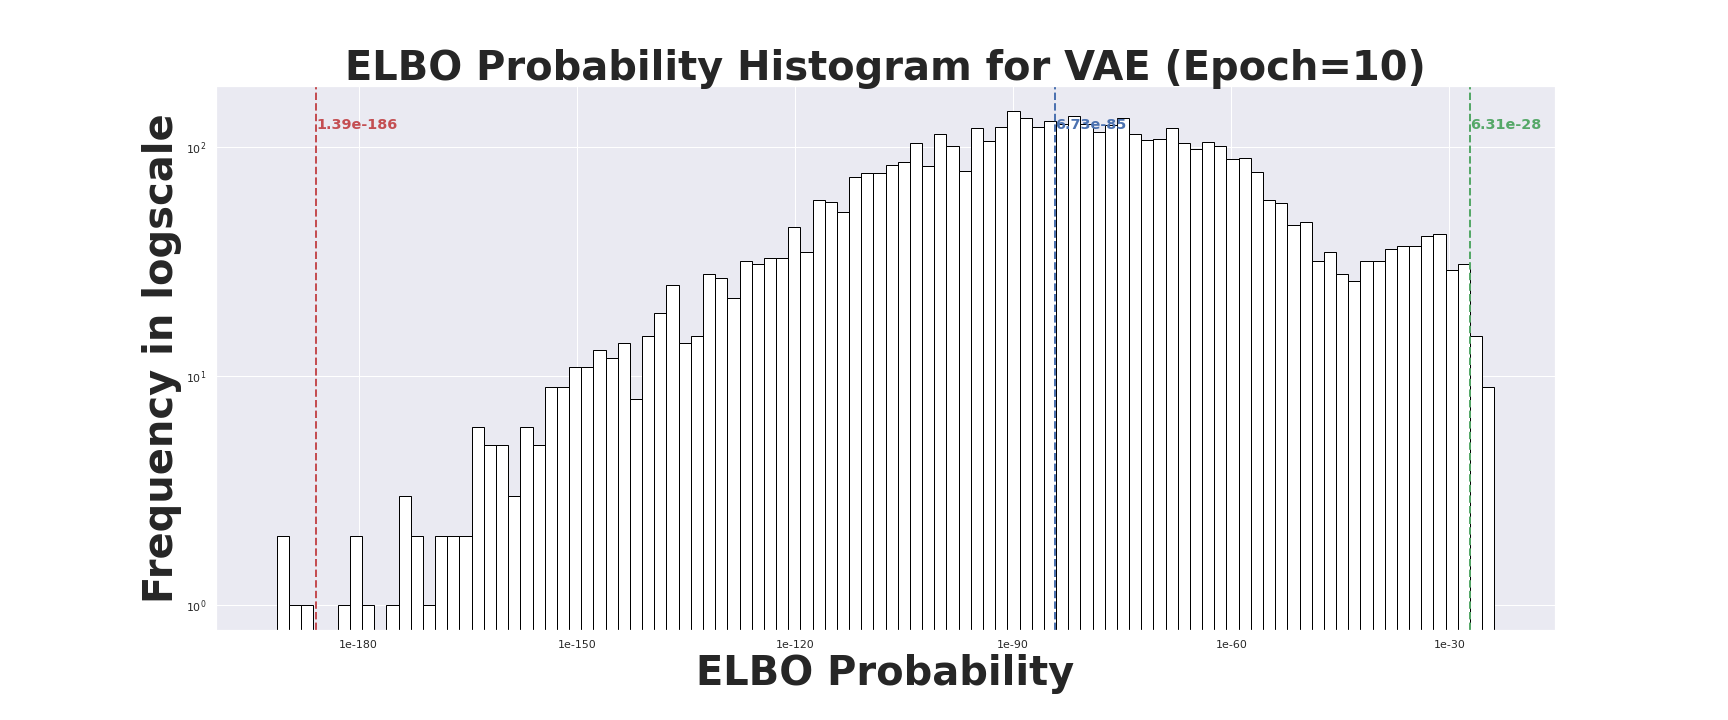 ELBO Probability Histogram for VAE (Epoch=10)
1.39e-186
6.73e-85
6.31e-28
Frequency in logscale
10²
10¹
10⁰
1e-180
1e-150
1e-120
1e-90
1e-60
1e-30
ELBO Probability